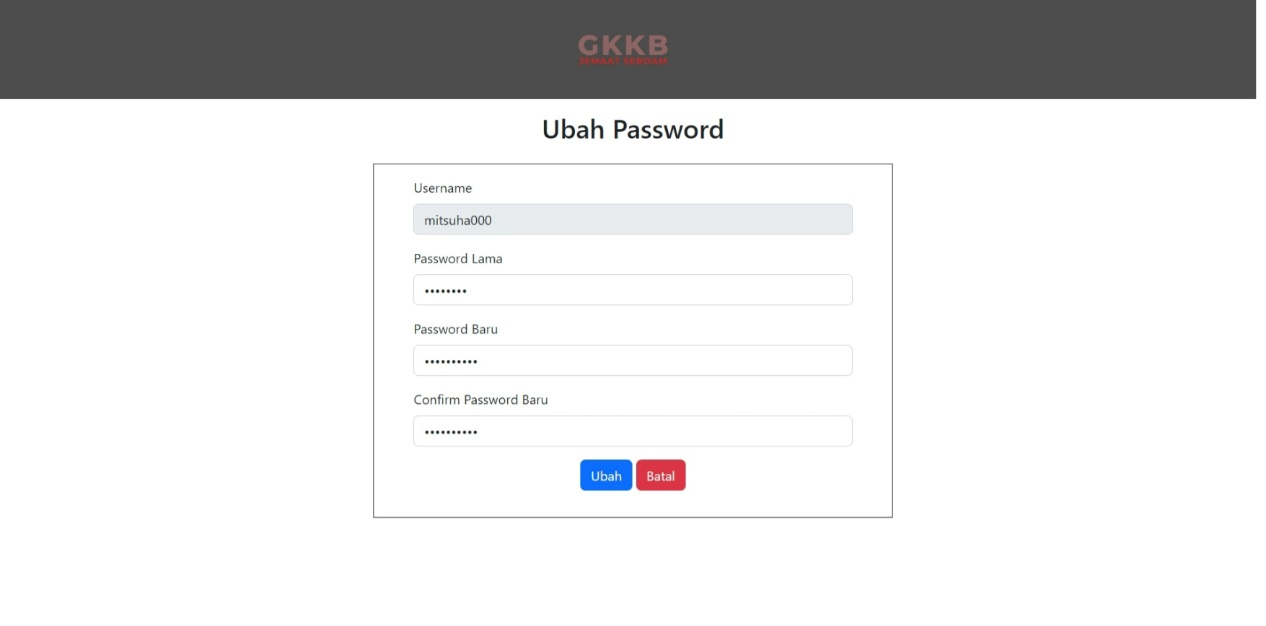 GKKB
JEMAAT SERDAM
Ubah Password
Username
mitsuha000
Password Lama
••••••••
Password Baru
••••••••••
Confirm Password Baru
••••••••••
Ubah Batal